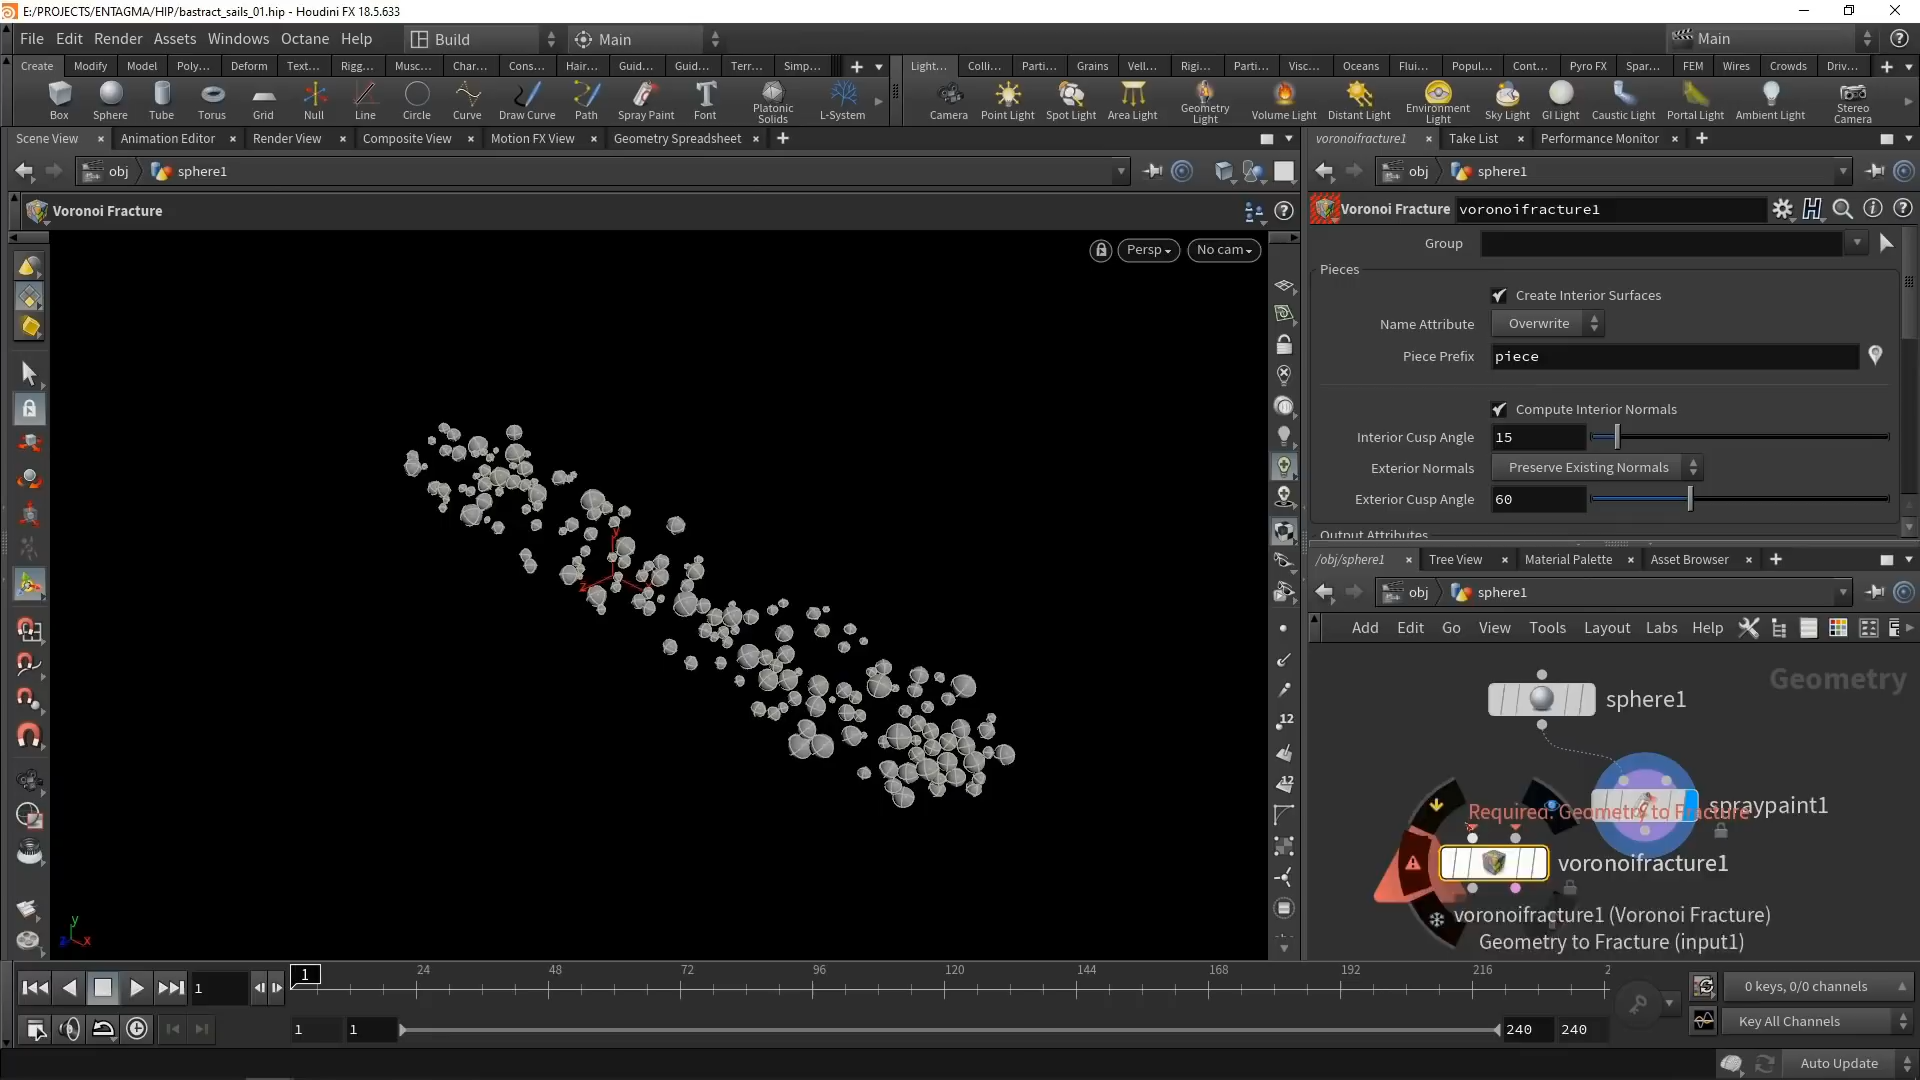 E:/PROJECTS/ENTAGMA/HIP/bastract_sails_01.hip - Houdini FX 18.5.633
File Edit Render Assets Windows Octane Help Build Main Main
Create Modify Model Poly... Deform Text... Rigg... Musc... Char... Cons... Hair... Guid... Guid... Terr... Simp... Light... Colli... Parti... Grains Vell... Rigi... Parti... Visc... Oceans Flui... Popul... Cont... Pyro FX Spar... FEM Wires Crowds Driv...
Box Sphere Tube Torus Grid Null Line Circle Curve Draw Curve Path Spray Paint Font Platonic Solids L-System Camera Point Light Spot Light Area Light Geometry Light Volume Light Distant Light Environment Light Sky Light GI Light Caustic Light Portal Light Ambient Light Stereo Camera
Scene View Animation Editor Render View Composite View Motion FX View Geometry Spreadsheet
obj sphere1
Voronoi Fracture
Persp No cam
voronoifracture1 Take List Performance Monitor
obj sphere1
Voronoi Fracture voronoifracture1
Group
Pieces
Create Interior Surfaces
Name Attribute Overwrite
Piece Prefix piece
Compute Interior Normals
Interior Cusp Angle 15
Exterior Normals Preserve Existing Normals
Exterior Cusp Angle 60
Output Attributes
/obj/sphere1 Tree View Material Palette Asset Browser
obj sphere1
Add Edit Go View Tools Layout Labs Help
Geometry
sphere1
spraypaint1
Required: Geometry to Fracture
voronoifracture1
voronoifracture1 (Voronoi Fracture)
Geometry to Fracture (input1)
y
z
12
12
y
z x
1 1 24 48 72 96 120 144 168 192 216 2
0 keys, 0/0 channels
1 1 240 240 Key All Channels
Auto Update